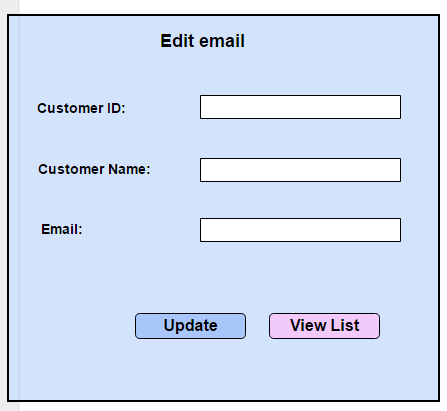 Edit email
Customer ID:
Customer Name:
Email:
Update
View List